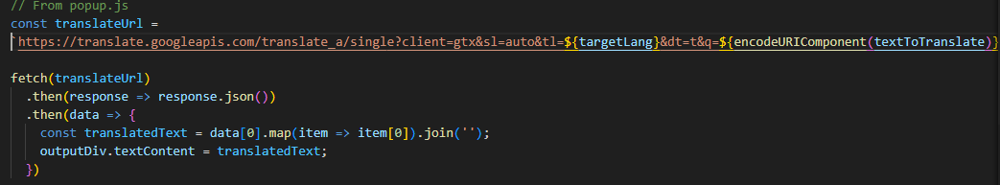 // From popup.js
const translateUrl =
`https://translate.googleapis.com/translate_a/single?client=gtx&sl=auto&tl=${targetLang}&dt=t&q=${encodeURIComponent(textToTranslate)}
fetch(translateUrl)
.then(response => response.json())
.then(data => {
const translatedText = data[0].map(item => item[0]).join('');
outputDiv.textContent = translatedText;
})